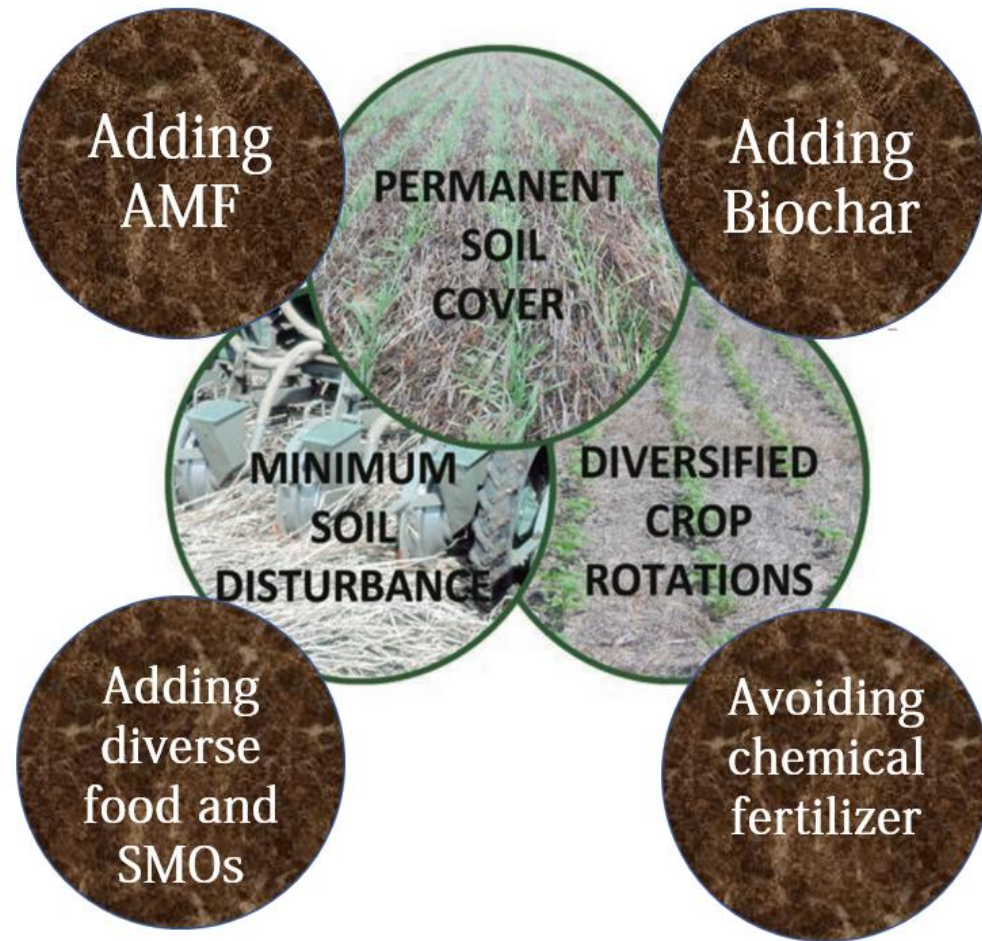 Adding
AMF
PERMANENT
SOIL
COVER
Adding
Biochar
MINIMUM
SOIL
DISTURBANCE
DIVERSIFIED
CROP
ROTATIONS
Adding
diverse
food and
SMOs
Avoiding
chemical
fertilizer